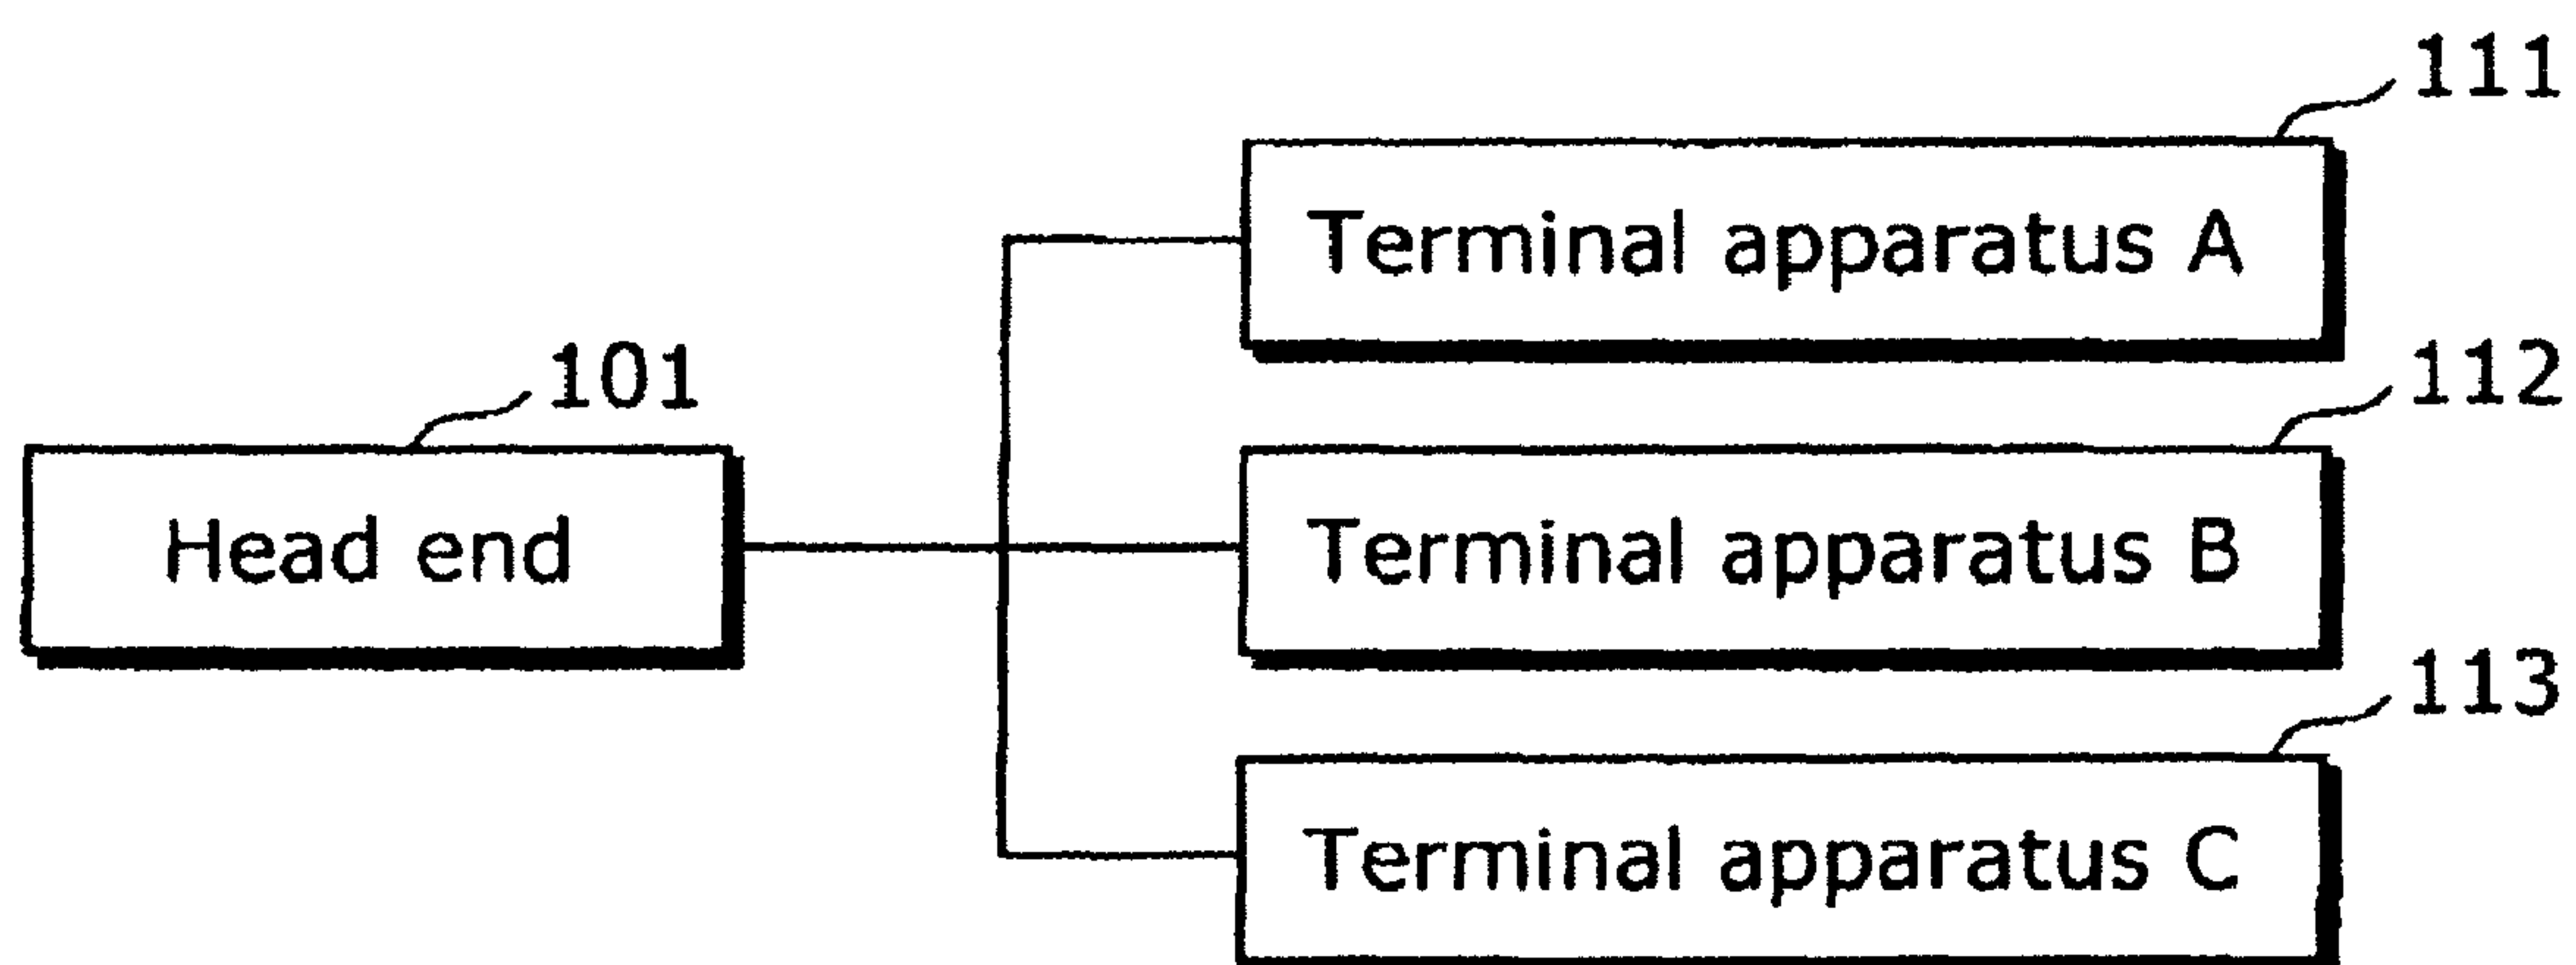 111
Terminal apparatus A
101
112
Head end
Terminal apparatus B
113
Terminal apparatus C